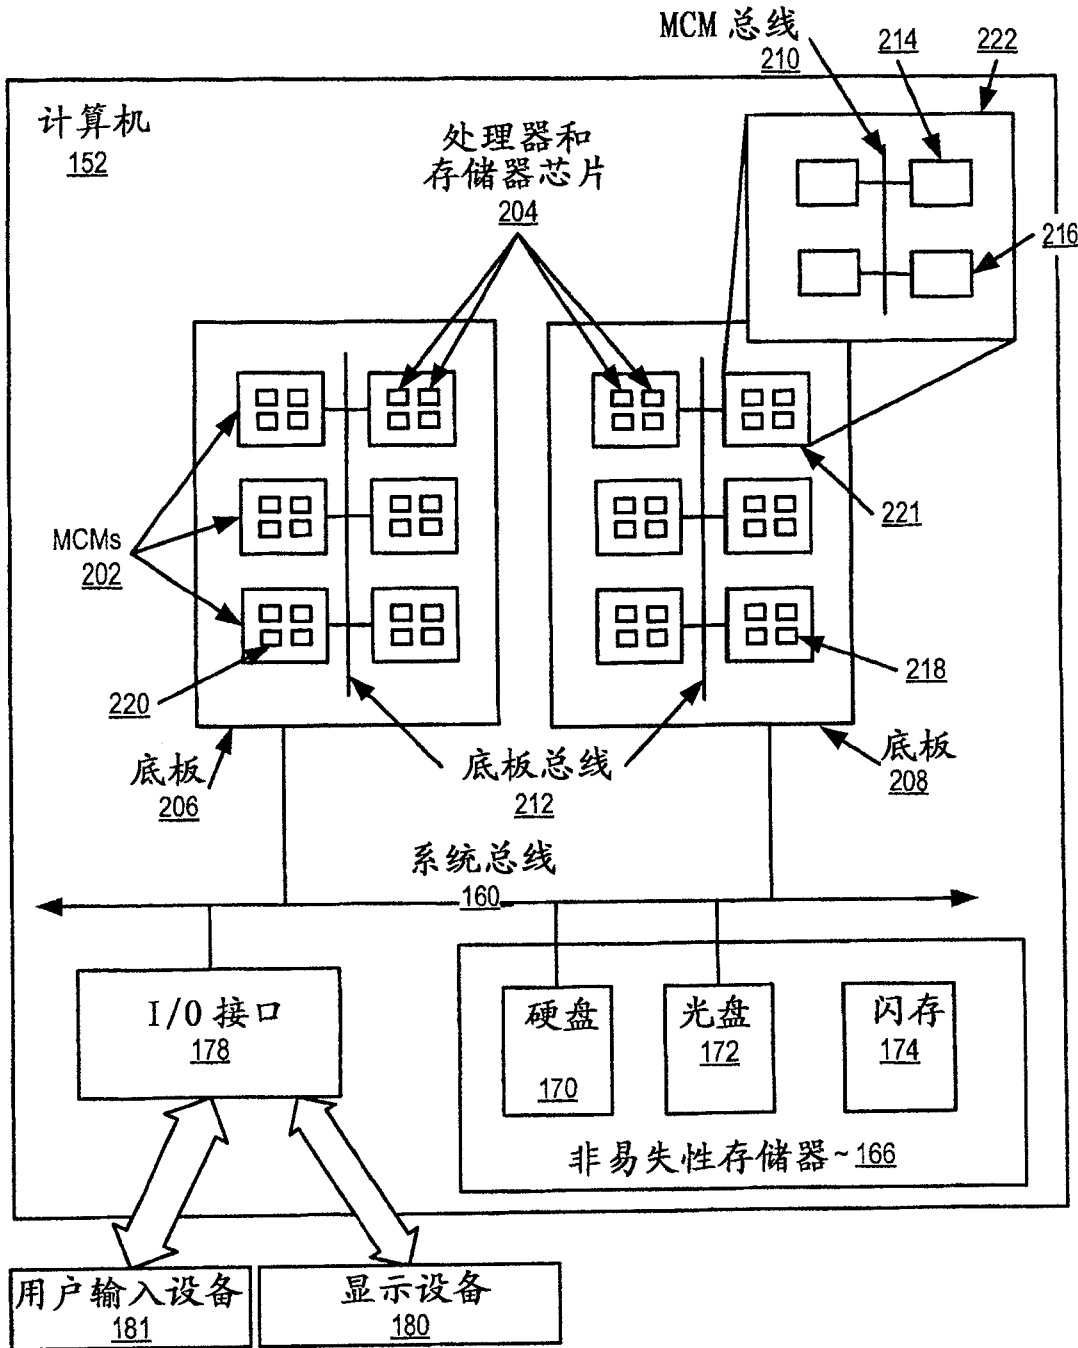 MCM 总线
210
214
222
计算机
152
处理器和
存储器芯片
204
216
221
MCMs
202
220
218
底板
206
底板总线
212
底板
208
系统总线
160
I/O 接口
178
硬盘
170
光盘
172
闪存
174
非易失性存储器~166
用户输入设备
181
显示设备
180